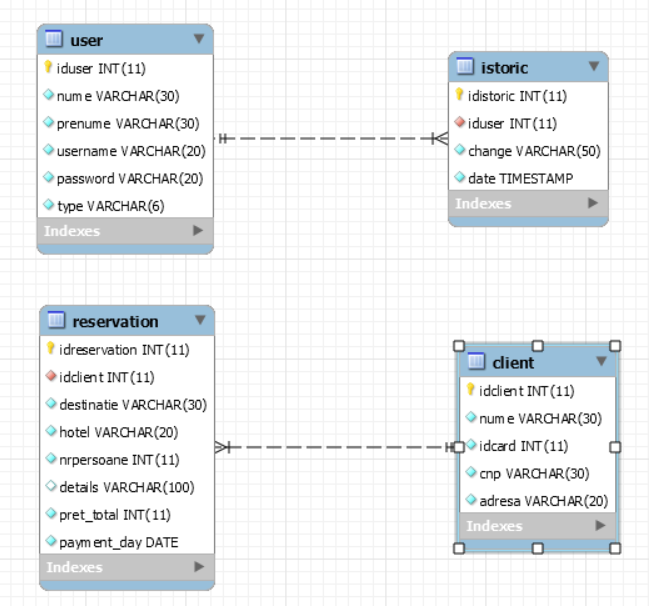 user
iduser INT(11)
nume VARCHAR(30)
prenume VARCHAR(30)
username VARCHAR(20)
password VARCHAR(20)
type VARCHAR(6)
Indexes
istoric
idistoric INT(11)
iduser INT(11)
change VARCHAR(50)
date TIMESTAMP
Indexes
reservation
idreservation INT(11)
idclient INT(11)
destinatie VARCHAR(30)
hotel VARCHAR(20)
nrpersoane INT(11)
details VARCHAR(100)
pret_total INT(11)
payment_day DATE
Indexes
client
idclient INT(11)
nume VARCHAR(30)
idcard INT(11)
cnp VARCHAR(30)
adresa VARCHAR(20)
Indexes